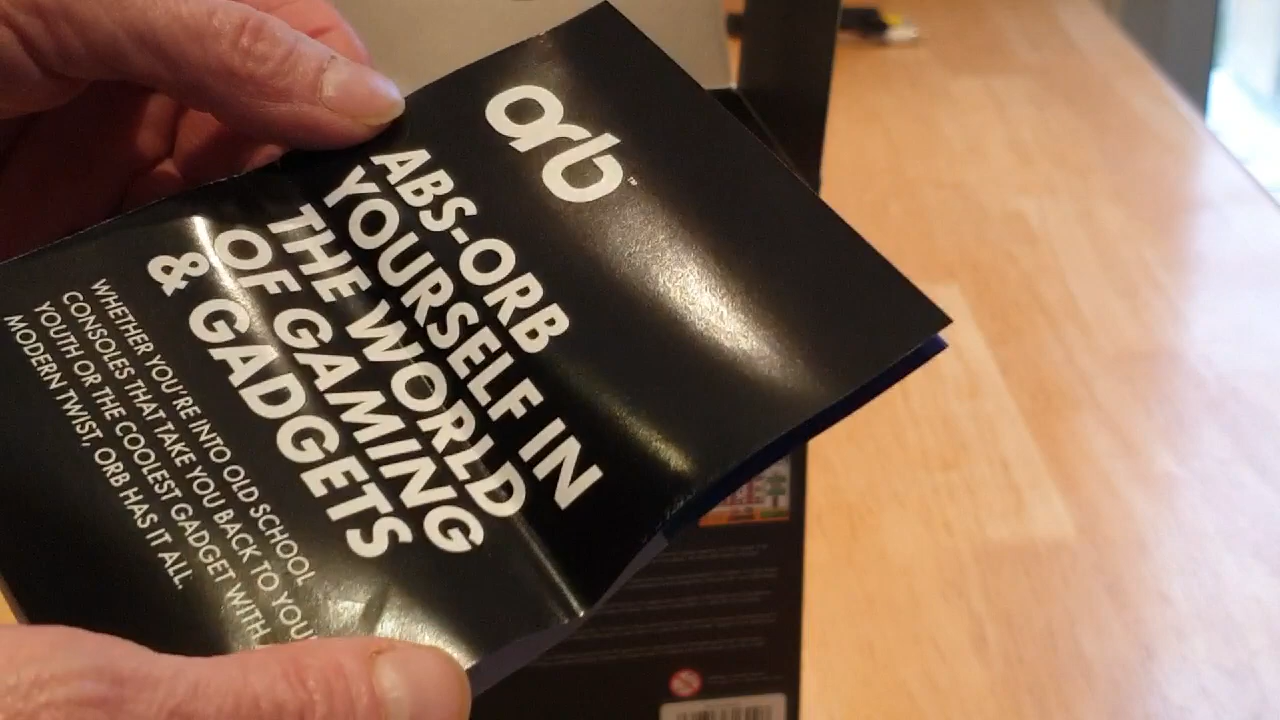 orb™
ABS-ORB
YOURSELF IN
THE WORLD
OF GAMING
& GADGETS
WHETHER YOU'RE INTO OLD SCHOOL
CONSOLES THAT TAKE YOU BACK TO YOUR
YOUTH OR THE COOLEST GADGET WITH A
MODERN TWIST, ORB HAS IT ALL.